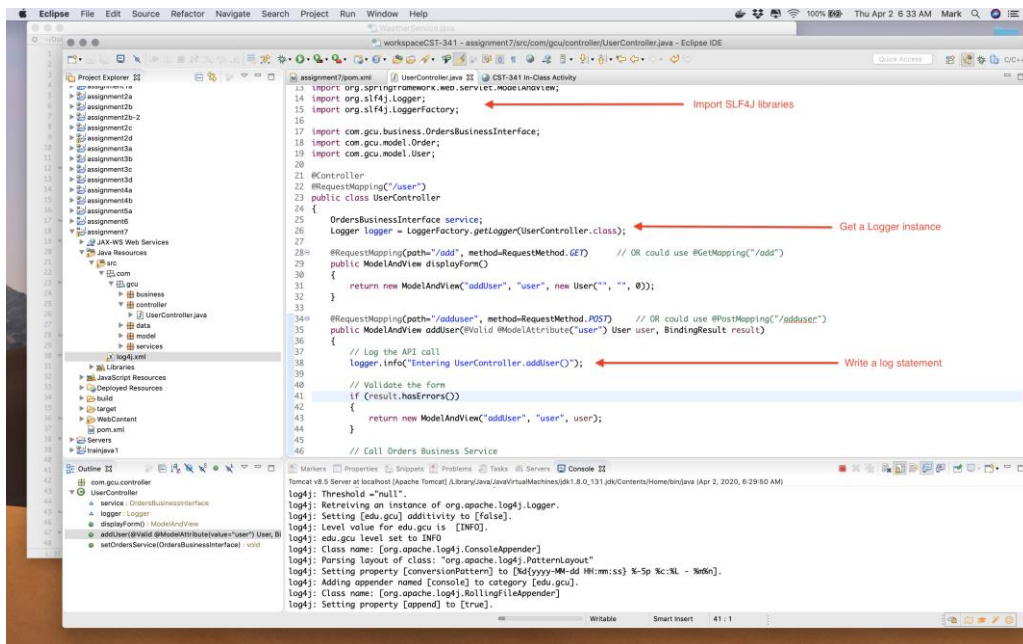 Eclipse File Edit Source Refactor Navigate Search Project Run Window Help 100% Thu Apr 2 6:33 AM Mark
WeatherService.java
workspaceCST-341 - assignment7/src/com/gcu/controller/UserController.java - Eclipse IDE
Quick Access C/C++
Project Explorer
assignment2a
assignment2b
assignment2b-2
assignment2c
assignment2d
assignment3a
assignment3b
assignment3c
assignment3d
assignment4a
assignment4b
assignment5a
assignment6
assignment7
JAX-WS Web Services
Java Resources
src
com
gcu
business
controller
UserController.java
data
model
services
log4j.xml
Libraries
JavaScript Resources
Deployed Resources
build
target
WebContent
pom.xml
Servers
trainjava1
assignment7/pom.xml UserController.java CST-341 In-Class Activity
13 import org.springframework.web.servlet.ModelAndView;
14 import org.slf4j.Logger;
15 import org.slf4j.LoggerFactory;
Import SLF4J libraries
16
17 import com.gcu.business.OrdersBusinessInterface;
18 import com.gcu.model.Order;
19 import com.gcu.model.User;
20
21 @Controller
22 @RequestMapping("/user")
23 public class UserController
24 {
25 OrdersBusinessInterface service;
26 Logger logger = LoggerFactory.getLogger(UserController.class);
Get a Logger instance
27
28 @RequestMapping(path="/add", method=RequestMethod.GET) // OR could use @GetMapping("/add")
29 public ModelAndView displayForm()
30 {
31 return new ModelAndView("addUser", "user", new User("", "", 0));
32 }
33
34 @RequestMapping(path="/adduser", method=RequestMethod.POST) // OR could use @PostMapping("/adduser")
35 public ModelAndView addUser(@Valid @ModelAttribute("user") User user, BindingResult result)
36 {
37 // Log the API call
38 logger.info("Entering UserController.addUser()");
Write a log statement
39
40 // Validate the form
41 if (result.hasErrors())
42 {
43 return new ModelAndView("addUser", "user", user);
44 }
45
46 // Call Orders Business Service
Outline
com.gcu.controller
UserController
service : OrdersBusinessInterface
logger : Logger
displayForm() : ModelAndView
addUser(@Valid @ModelAttribute(value="user") User, Bi
setOrdersService(OrdersBusinessInterface) : void
Markers Properties Snippets Problems Tasks Servers Console
Tomcat v8.5 Server at localhost [Apache Tomcat] /Library/Java/JavaVirtualMachines/jdk1.8.0_131.jdk/Contents/Home/bin/java (Apr 2, 2020, 6:29:50 AM)
log4j: Threshold ="null".
log4j: Retreiving an instance of org.apache.log4j.Logger.
log4j: Setting [edu.gcu] additivity to [false].
log4j: Level value for edu.gcu is [INFO].
log4j: edu.gcu level set to INFO
log4j: Class name: [org.apache.log4j.ConsoleAppender]
log4j: Parsing layout of class: "org.apache.log4j.PatternLayout"
log4j: Setting property [conversionPattern] to [%d{yyyy-MM-dd HH:mm:ss} %-5p %c:%L - %m%n].
log4j: Adding appender named [console] to category [edu.gcu].
log4j: Class name: [org.apache.log4j.RollingFileAppender]
log4j: Setting property [append] to [true].
Writable Smart Insert 41 : 1